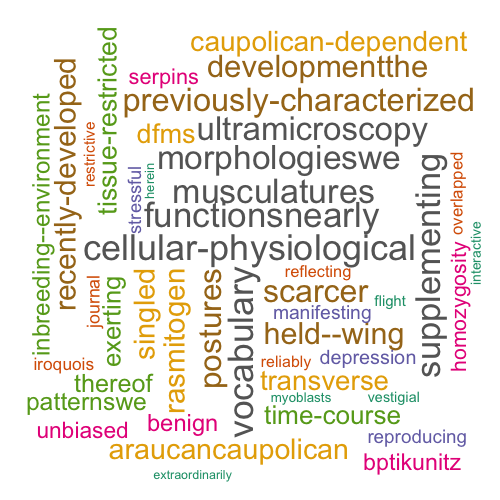 caupolican-dependent
developmentthe
serpins
previously-characterized
dfms
ultramicroscopy
morphologieswe
musculatures
functionsnearly
cellular-physiological
inbreeding--environment
recently-developed
restrictive
tissue-restricted
stressful
herein
supplementing
overlapped
homozygosity
interactive
journal
exerting
singled
rasmitogen
postures
vocabulary
reflecting
scarcer
flight
manifesting
held--wing
iroquois
reliably
depression
thereof
transverse
patternswe
myoblasts
vestigial
time-course
unbiased
benign
reproducing
araucancaupolican
bptikunitz
extraordinarily